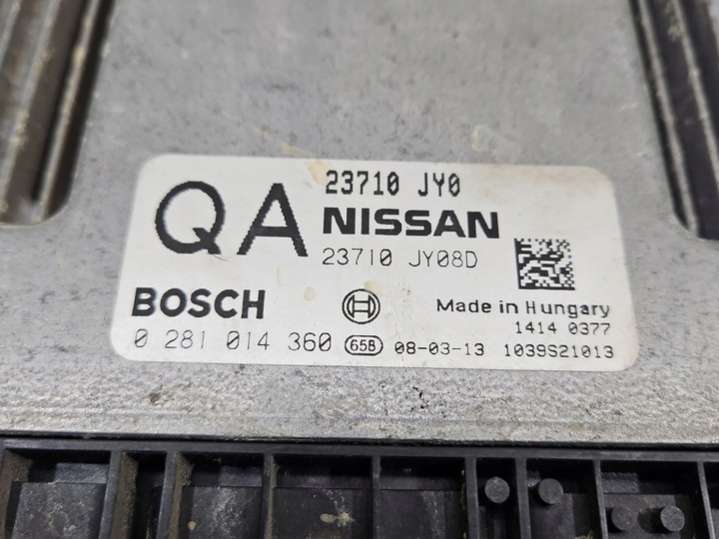 23710 JY0
QA NISSAN
23710 JY08D
BOSCH Made in Hungary
1414 0377
0 281 014 360 65B 08-03-13 1039S21013